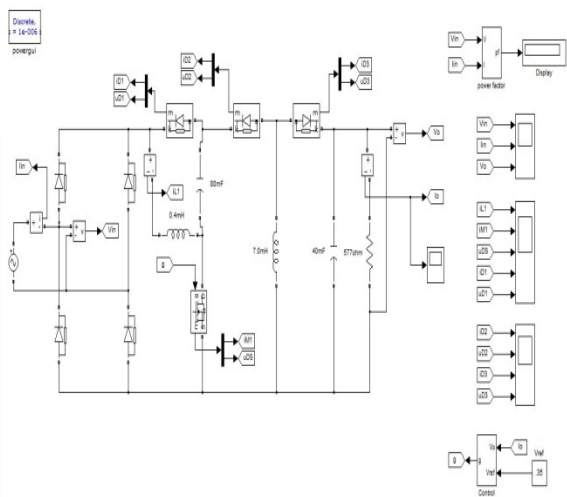 Discrete,
s = 1e-006 s
powergui
iD1
uD1
iD2
uD2
iD3
uD3
m
m
m
Vin
Iin
V
I
pf
power factor
Display
Iin
Vin
iL1
80mF
0.4mH
g
iM1
uDS
7.0mH
40mF
577ohm
Vo
Io
Vin
Iin
Vo
iL1
iM1
uDS
iD1
uD1
iD2
uD2
iD3
uD3
g
g
Vo
Vref
Control
Io
Vref
35